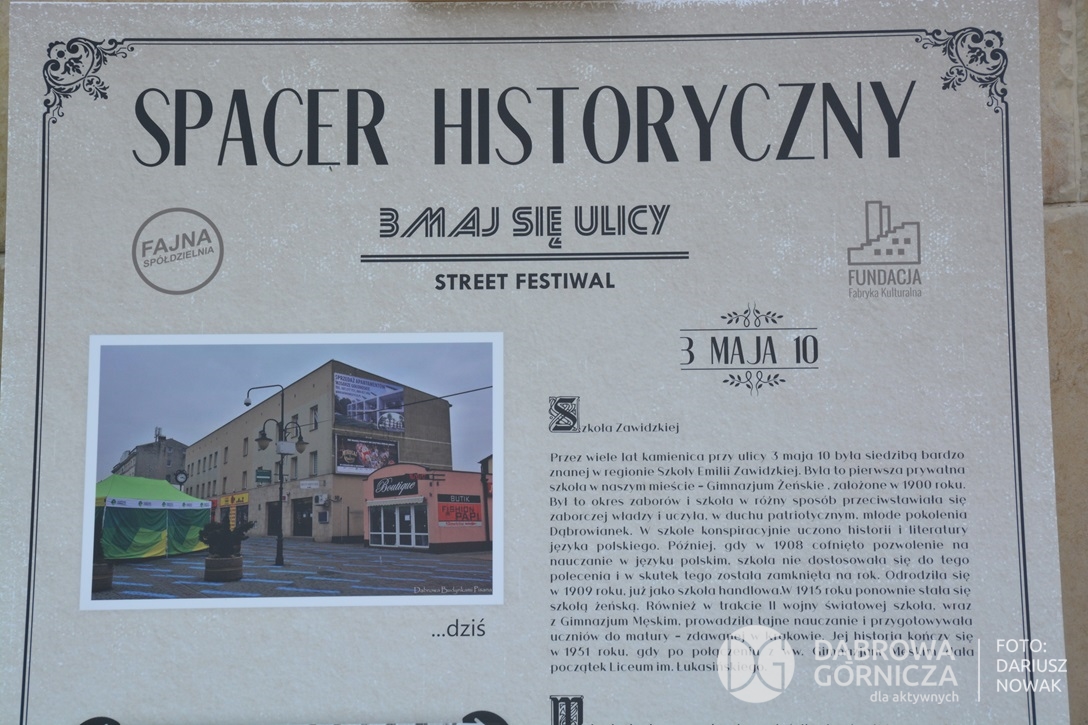 SPACER HISTORYCZNY
FAJNA
SPÓŁDZIELNIA
3MAJ SIĘ ULICY
STREET FESTIWAL
FUNDACJA
Fabryka Kulturalna
3 MAJA 10
Szkoła Zawidzkiej
Przez wiele lat kamienica przy ulicy 3 maja 10 była siedzibą bardzo
znanej w regionie Szkoły Emilii Zawidzkiej. Była to pierwsza prywatna
szkoła w naszym mieście - Gimnazjum Żeńskie , założone w 1900 roku.
Był to okres zaborów i szkoła w różny sposób przeciwstawiała się
zaborczej władzy i uczyła, w duchu patriotycznym, młode pokolenia
Dąbrowianek. W szkole konspiracyjnie uczono historii i literatury
języka polskiego. Później, gdy w 1908 cofnięto pozwolenie na
nauczanie w języku polskim, szkoła nie dostosowała się do tego
polecenia i w skutek tego została zamknięta na rok. Odrodziła się
w 1909 roku, już jako szkoła handlowa.W 1915 roku ponownie stała się
szkołą żeńską. Również w trakcie II wojny światowej szkoła, wraz
z Gimnazjum Męskim, prowadziła tajne nauczanie i przygotowywała
uczniów do matury - zdawanej w Krakowie. Jej historia kończy się
w 1951 roku, gdy po połączeniu z ww. Gimnazjum Męskim dała
początek Liceum im. Łukasińskiego.
Boutique
BUTIK
FASHION
...dziś
DG
DĄBROWA
GÓRNICZA
dla aktywnych
FOTO:
DARIUSZ
NOWAK